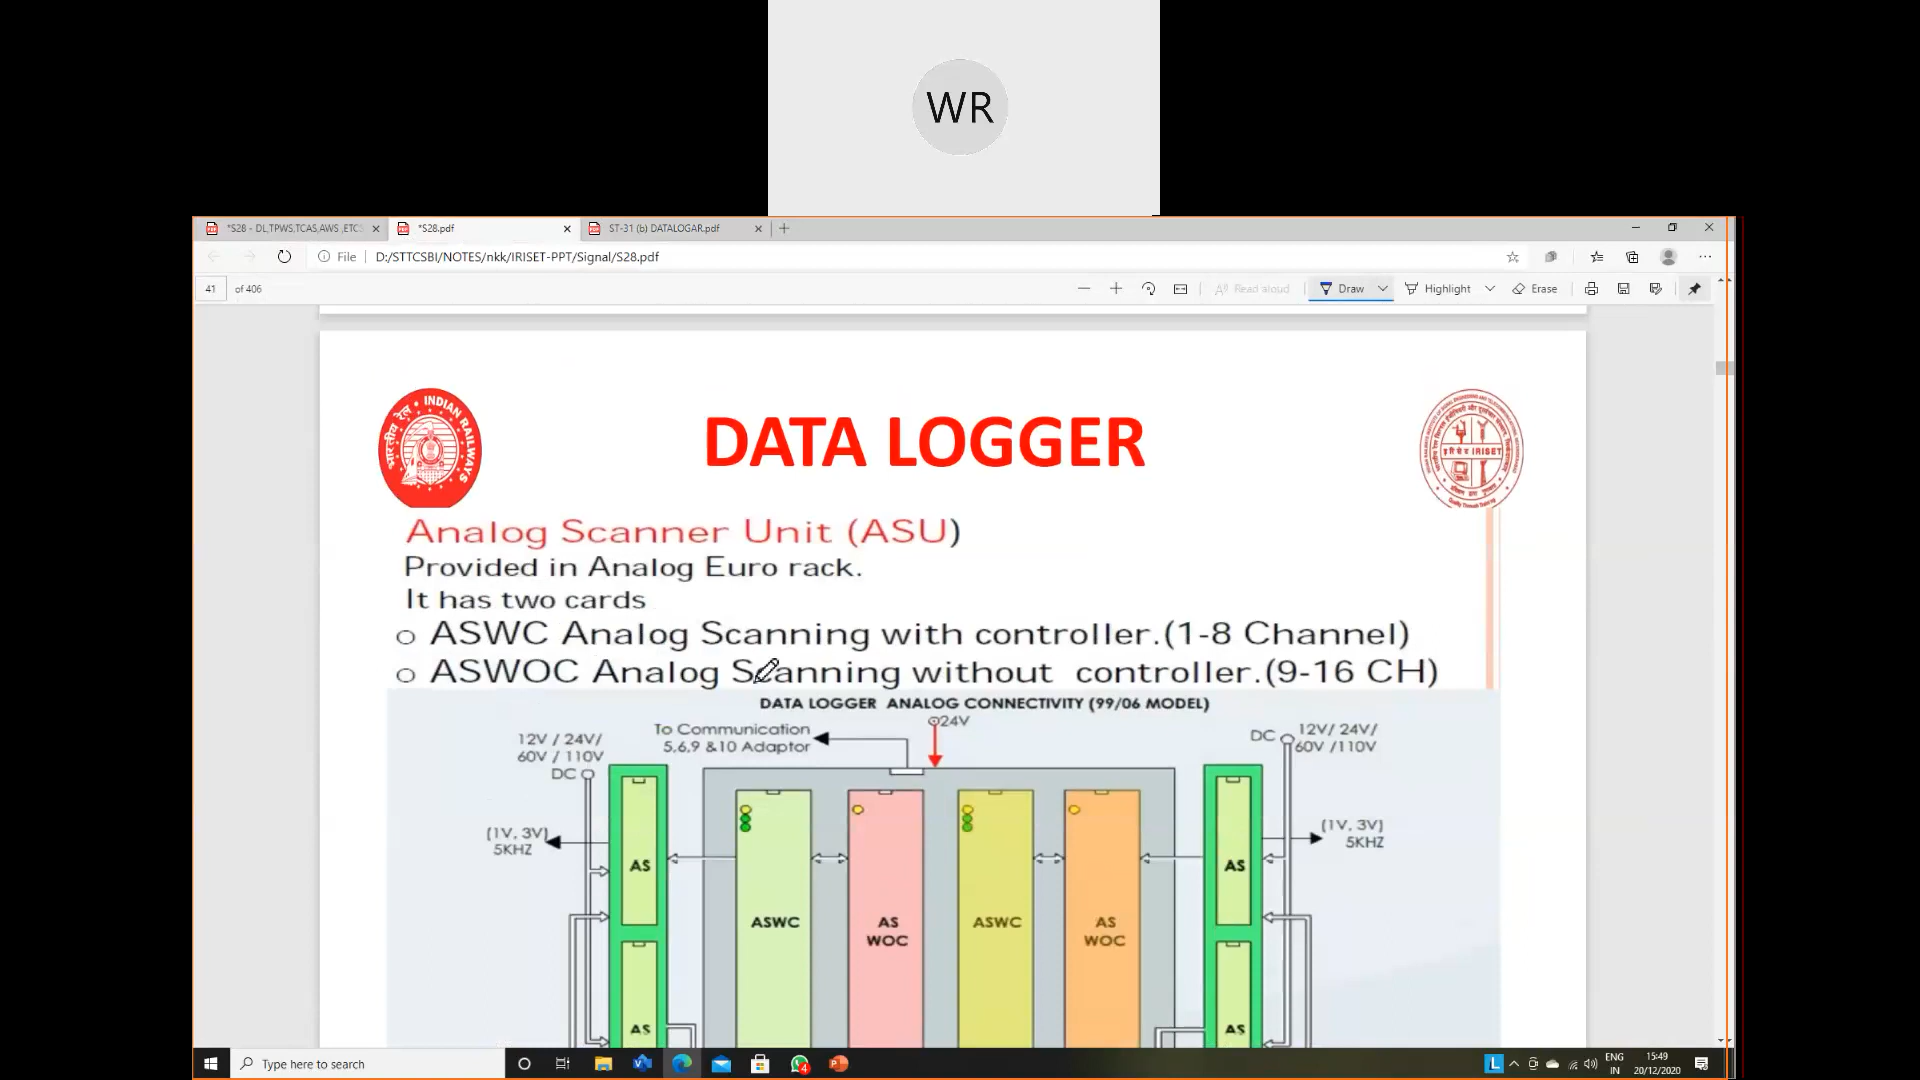 WR
*S28 - DL,TPWS,TCAS,AWS ,ETC
*S28.pdf
ST-31 (b) DATALOGAR.pdf
File
D:/STTCSBI/NOTES/nkk/IRISET-PPT/Signal/S28.pdf
41 of 406
Read aloud
Draw
Highlight
Erase
INDIAN RAILWAYS
भारतीय रेल
DATA LOGGER
इ रि से ट IRISET
Analog Scanner Unit (ASU)
Provided in Analog Euro rack.
It has two cards
○ ASWC Analog Scanning with controller.(1-8 Channel)
○ ASWOC Analog Scanning without controller.(9-16 CH)
DATA LOGGER ANALOG CONNECTIVITY (99/06 MODEL)
12V / 24V/
60V / 110V
DC
To Communication
5,6,9 &10 Adaptor
24V
DC
12V/ 24V/
60V /110V
(1V, 3V)
5KHZ
(1V, 3V)
5KHZ
AS
AS
ASWC
AS
WOC
ASWC
AS
WOC
AS
AS
Type here to search
4
L
ENG
IN
15:49
20/12/2020